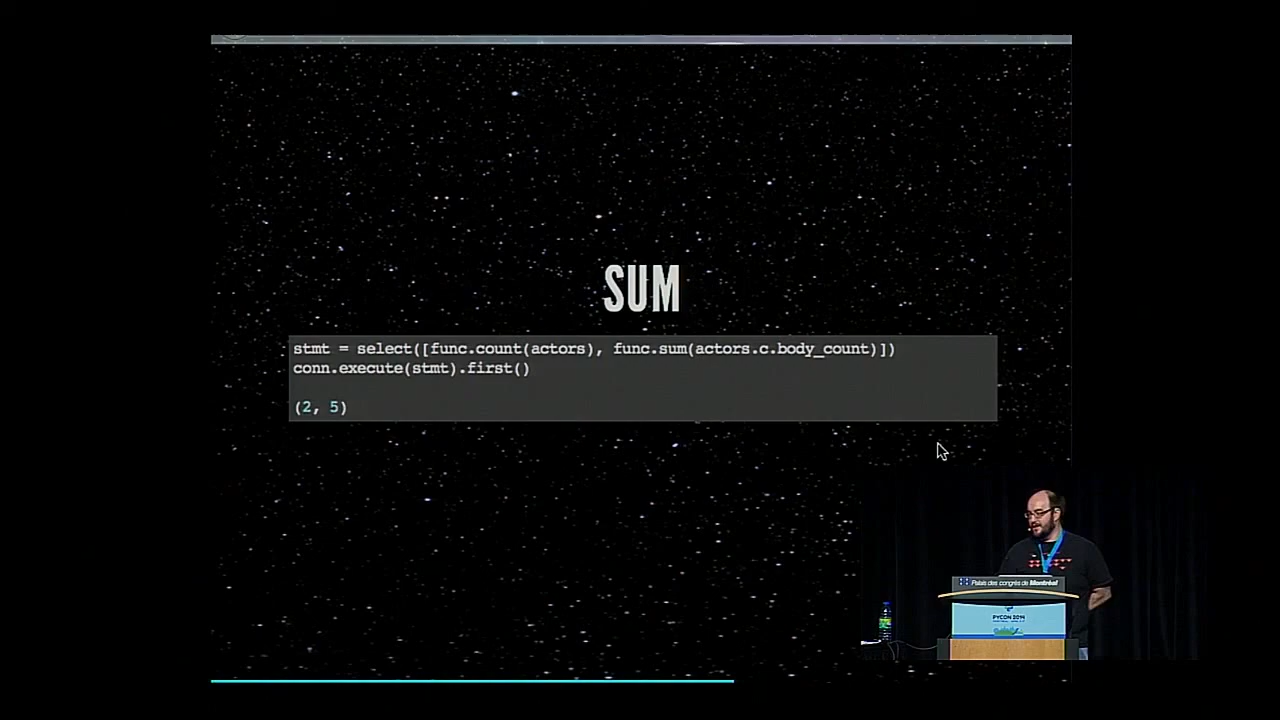 SUM
stmt = select([func.count(actors), func.sum(actors.c.body_count)])
conn.execute(stmt).first()
(2, 5)
Palais des congrès de Montréal
PYCON 2014